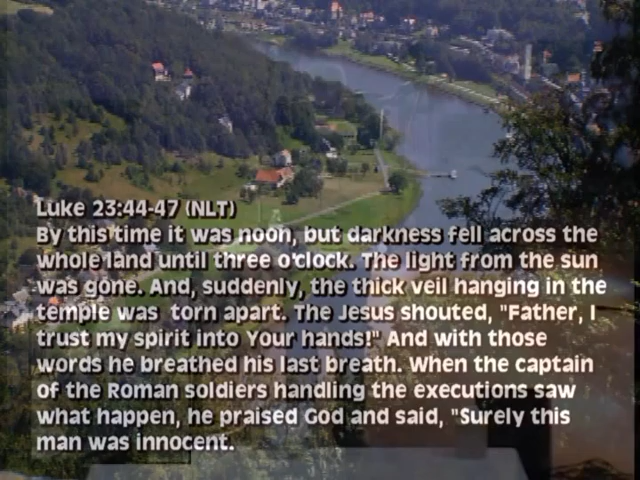 Luke 23:44-47 (NLT)
By this time it was noon, but darkness fell across the
whole land until three o'clock. The light from the sun
was gone. And, suddenly, the thick veil hanging in the
temple was torn apart. The Jesus shouted, "Father, I
trust my spirit into Your hands!" And with those
words he breathed his last breath. When the captain
of the Roman soldiers handling the executions saw
what happen, he praised God and said, "Surely this
man was innocent.